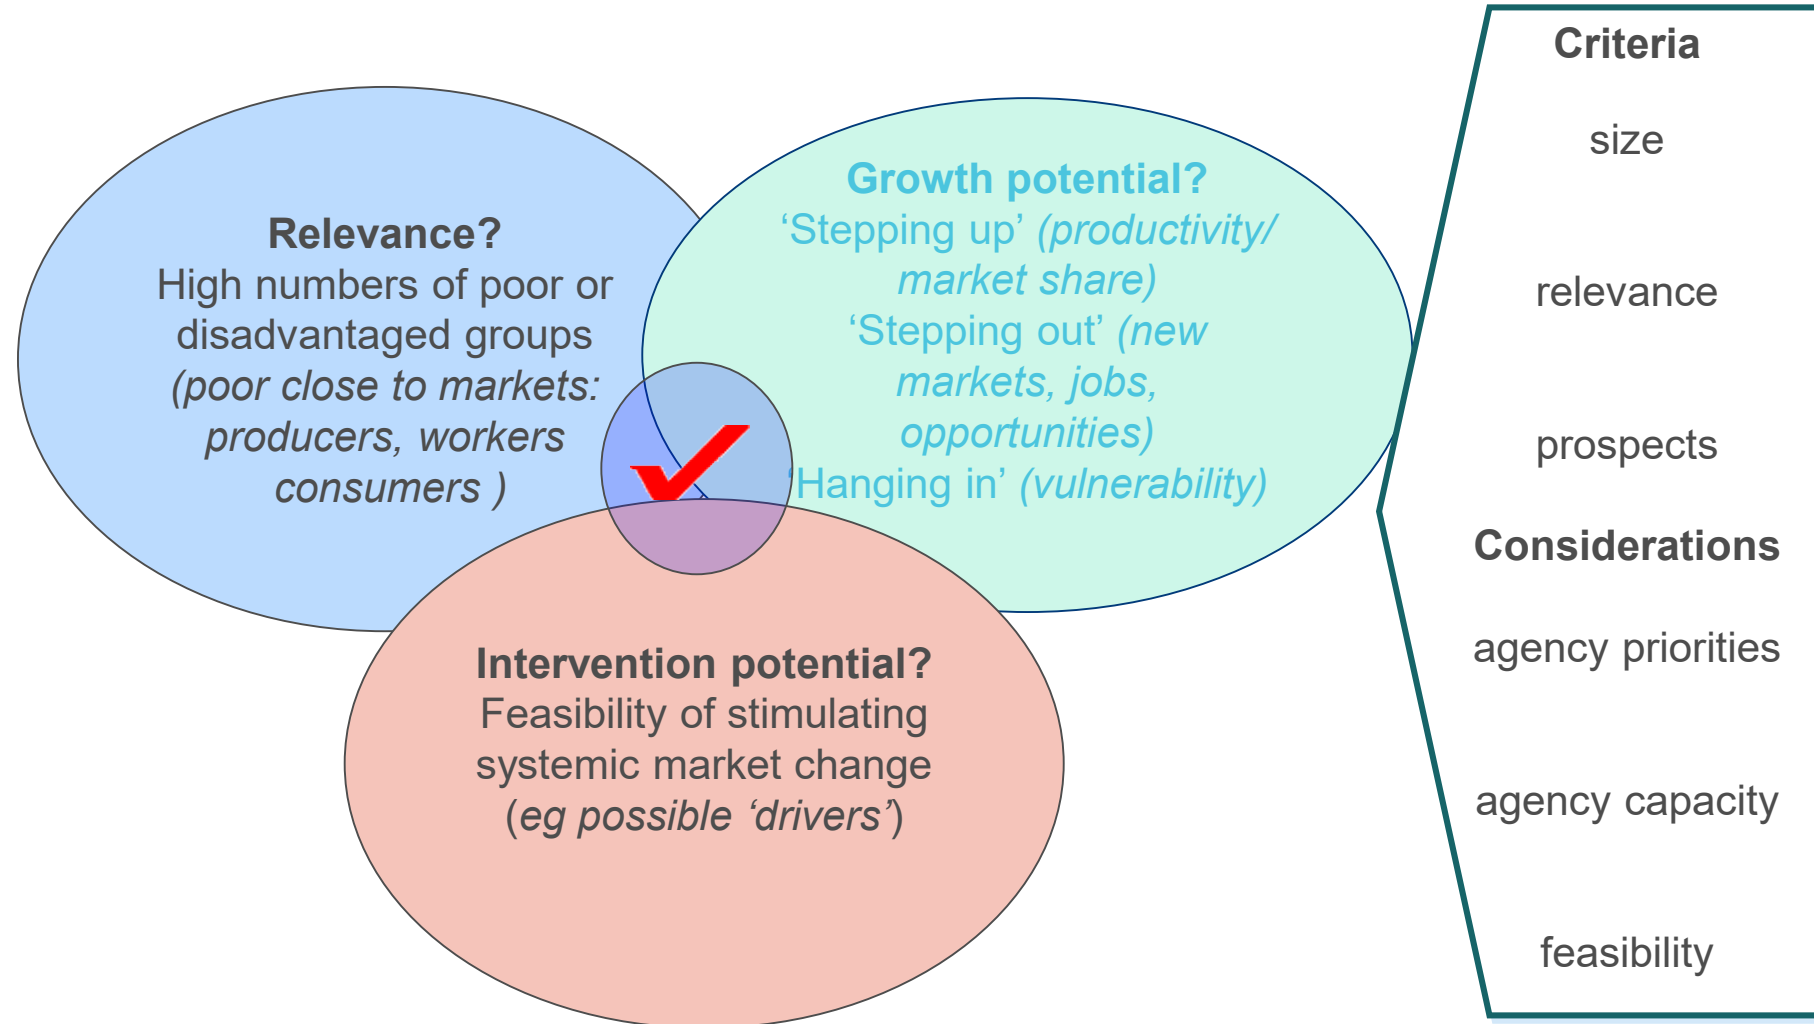 Relevance?
High numbers of poor or
disadvantaged groups
(poor close to markets:
producers, workers
consumers )
Growth potential?
‘Stepping up’ (productivity/
market share)
‘Stepping out’ (new
markets, jobs,
opportunities)
‘Hanging in’ (vulnerability)
Intervention potential?
Feasibility of stimulating
systemic market change
(eg possible ‘drivers’)
Criteria
size
relevance
prospects
Considerations
agency priorities
agency capacity
feasibility